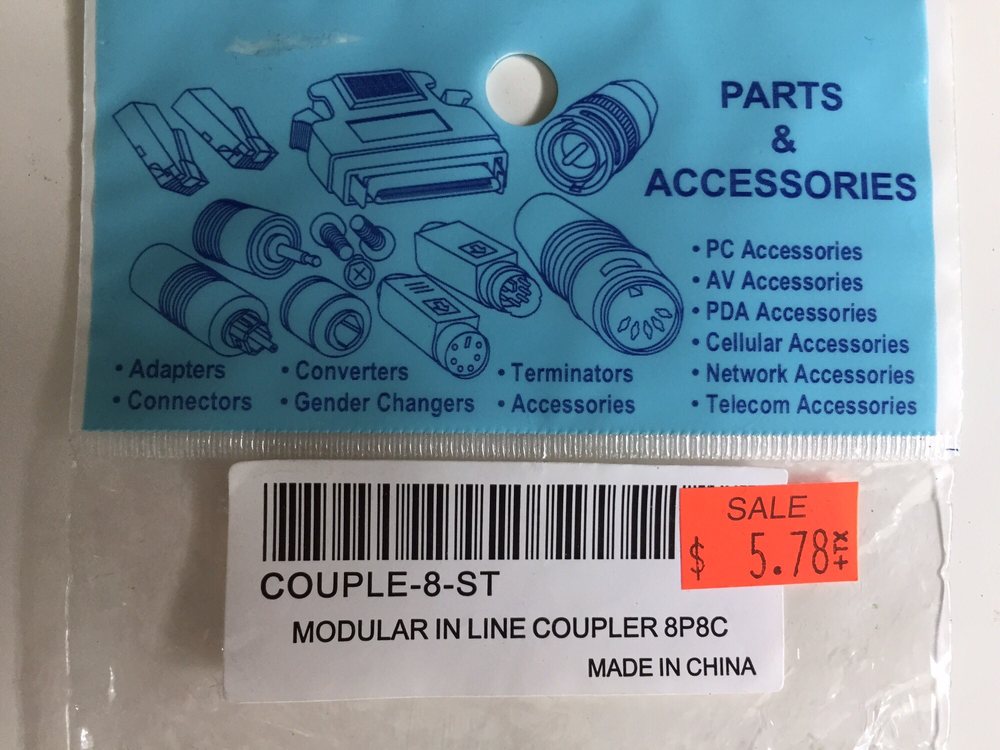 PARTS
&
ACCESSORIES
• PC Accessories
• AV Accessories
• PDA Accessories
• Cellular Accessories
• Network Accessories
• Telecom Accessories
• Adapters
• Connectors
• Converters
• Gender Changers
• Terminators
• Accessories
SALE
$ 5.78+TX
COUPLE-8-ST
MODULAR IN LINE COUPLER 8P8C
MADE IN CHINA